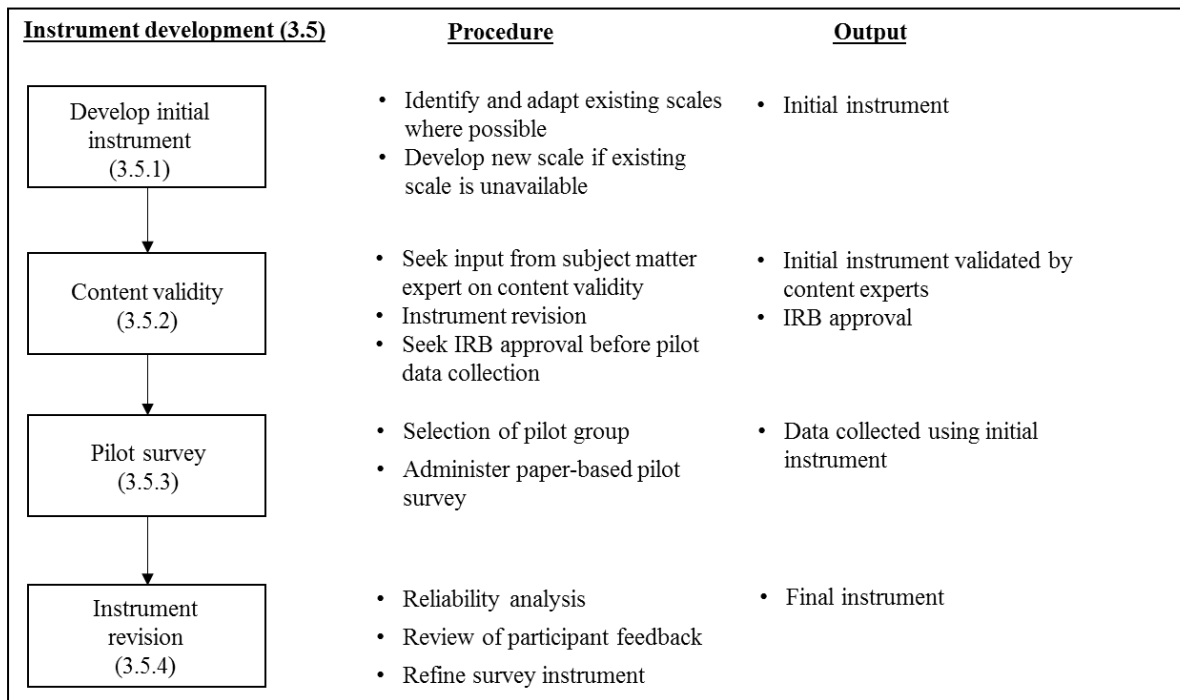 Instrument development (3.5)
Procedure
Output
Develop initial
instrument
(3.5.1)
• Identify and adapt existing scales
where possible
• Develop new scale if existing
scale is unavailable
• Initial instrument
Content validity
(3.5.2)
• Seek input from subject matter
expert on content validity
• Instrument revision
• Seek IRB approval before pilot
data collection
• Initial instrument validated by
content experts
• IRB approval
Pilot survey
(3.5.3)
• Selection of pilot group
• Administer paper-based pilot
survey
• Data collected using initial
instrument
Instrument
revision
(3.5.4)
• Reliability analysis
• Review of participant feedback
• Refine survey instrument
• Final instrument